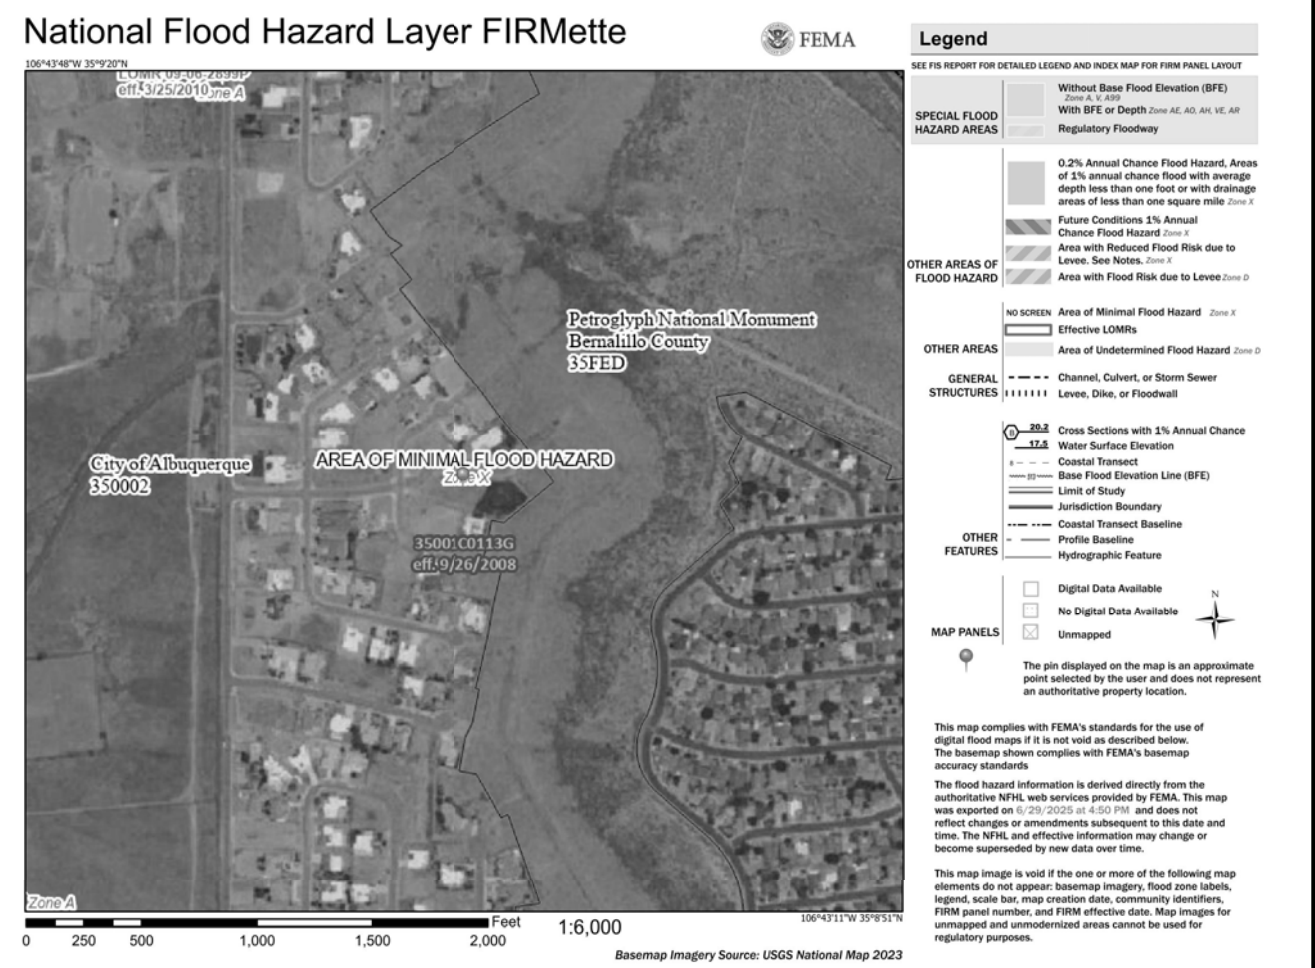 National Flood Hazard Layer FIRMette
FEMA
106°43'48"W 35°9'20"N
LOMR 09-06-2899P
eff. 3/25/2010
Zone A
Petroglyph National Monument
Bernalillo County
35FED
City of Albuquerque
350002
AREA OF MINIMAL FLOOD HAZARD
Zone X
35001C0113G
eff. 9/26/2008
Zone A
106°43'11"W 35°8'51"N
Feet
0 250 500 1,000 1,500 2,000
1:6,000
Basemap Imagery Source: USGS National Map 2023
Legend
SEE FIS REPORT FOR DETAILED LEGEND AND INDEX MAP FOR FIRM PANEL LAYOUT
SPECIAL FLOOD
HAZARD AREAS
Without Base Flood Elevation (BFE)
Zone A, V, A99
With BFE or Depth Zone AE, AO, AH, VE, AR
Regulatory Floodway
0.2% Annual Chance Flood Hazard, Areas
of 1% annual chance flood with average
depth less than one foot or with drainage
areas of less than one square mile Zone X
Future Conditions 1% Annual
Chance Flood Hazard Zone X
Area with Reduced Flood Risk due to
Levee. See Notes. Zone X
OTHER AREAS OF
FLOOD HAZARD
Area with Flood Risk due to Levee Zone D
NO SCREEN Area of Minimal Flood Hazard Zone X
Effective LOMRs
OTHER AREAS
Area of Undetermined Flood Hazard Zone D
GENERAL
STRUCTURES
Channel, Culvert, or Storm Sewer
Levee, Dike, or Floodwall
B 20.2 Cross Sections with 1% Annual Chance
17.5 Water Surface Elevation
8 Coastal Transect
513 Base Flood Elevation Line (BFE)
Limit of Study
Jurisdiction Boundary
Coastal Transect Baseline
OTHER
FEATURES
Profile Baseline
Hydrographic Feature
Digital Data Available
No Digital Data Available
N
MAP PANELS
Unmapped
The pin displayed on the map is an approximate
point selected by the user and does not represent
an authoritative property location.
This map complies with FEMA's standards for the use of
digital flood maps if it is not void as described below.
The basemap shown complies with FEMA's basemap
accuracy standards
The flood hazard information is derived directly from the
authoritative NFHL web services provided by FEMA. This map
was exported on 6/29/2025 at 4:50 PM and does not
reflect changes or amendments subsequent to this date and
time. The NFHL and effective information may change or
become superseded by new data over time.
This map image is void if the one or more of the following map
elements do not appear: basemap imagery, flood zone labels,
legend, scale bar, map creation date, community identifiers,
FIRM panel number, and FIRM effective date. Map images for
unmapped and unmodernized areas cannot be used for
regulatory purposes.